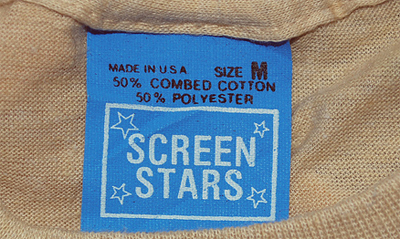 MADE IN U.S.A SIZE M
50% COMBED COTTON
50% POLYESTER
SCREEN
STARS